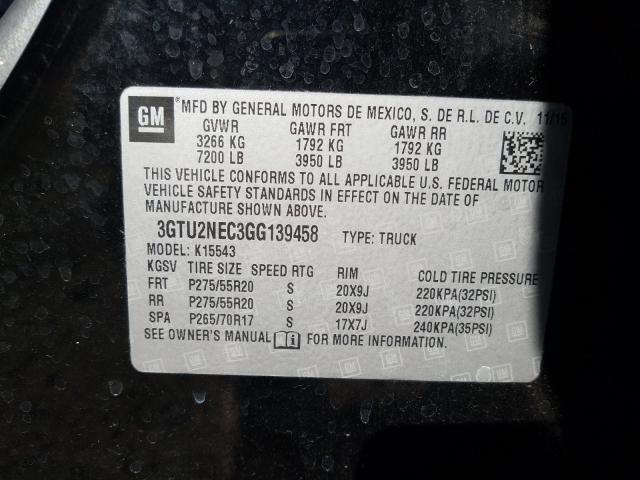 GM
® MFD BY GENERAL MOTORS DE MEXICO, S. DE R.L. DE C.V. 11/15
GVWR GAWR FRT GAWR RR
3266 KG 1792 KG 1792 KG
7200 LB 3950 LB 3950 LB
THIS VEHICLE CONFORMS TO ALL APPLICABLE U.S. FEDERAL MOTOR
VEHICLE SAFETY STANDARDS IN EFFECT ON THE DATE OF
MANUFACTURE SHOWN ABOVE.
3GTU2NEC3GG139458 TYPE: TRUCK
MODEL: K15543
KGSV TIRE SIZE SPEED RTG RIM COLD TIRE PRESSURE
FRT P275/55R20 S 20X9J 220KPA(32PSI)
RR P275/55R20 S 20X9J 220KPA(32PSI)
SPA P265/70R17 S 17X7J 240KPA(35PSI)
SEE OWNER'S MANUAL FOR MORE INFORMATION.